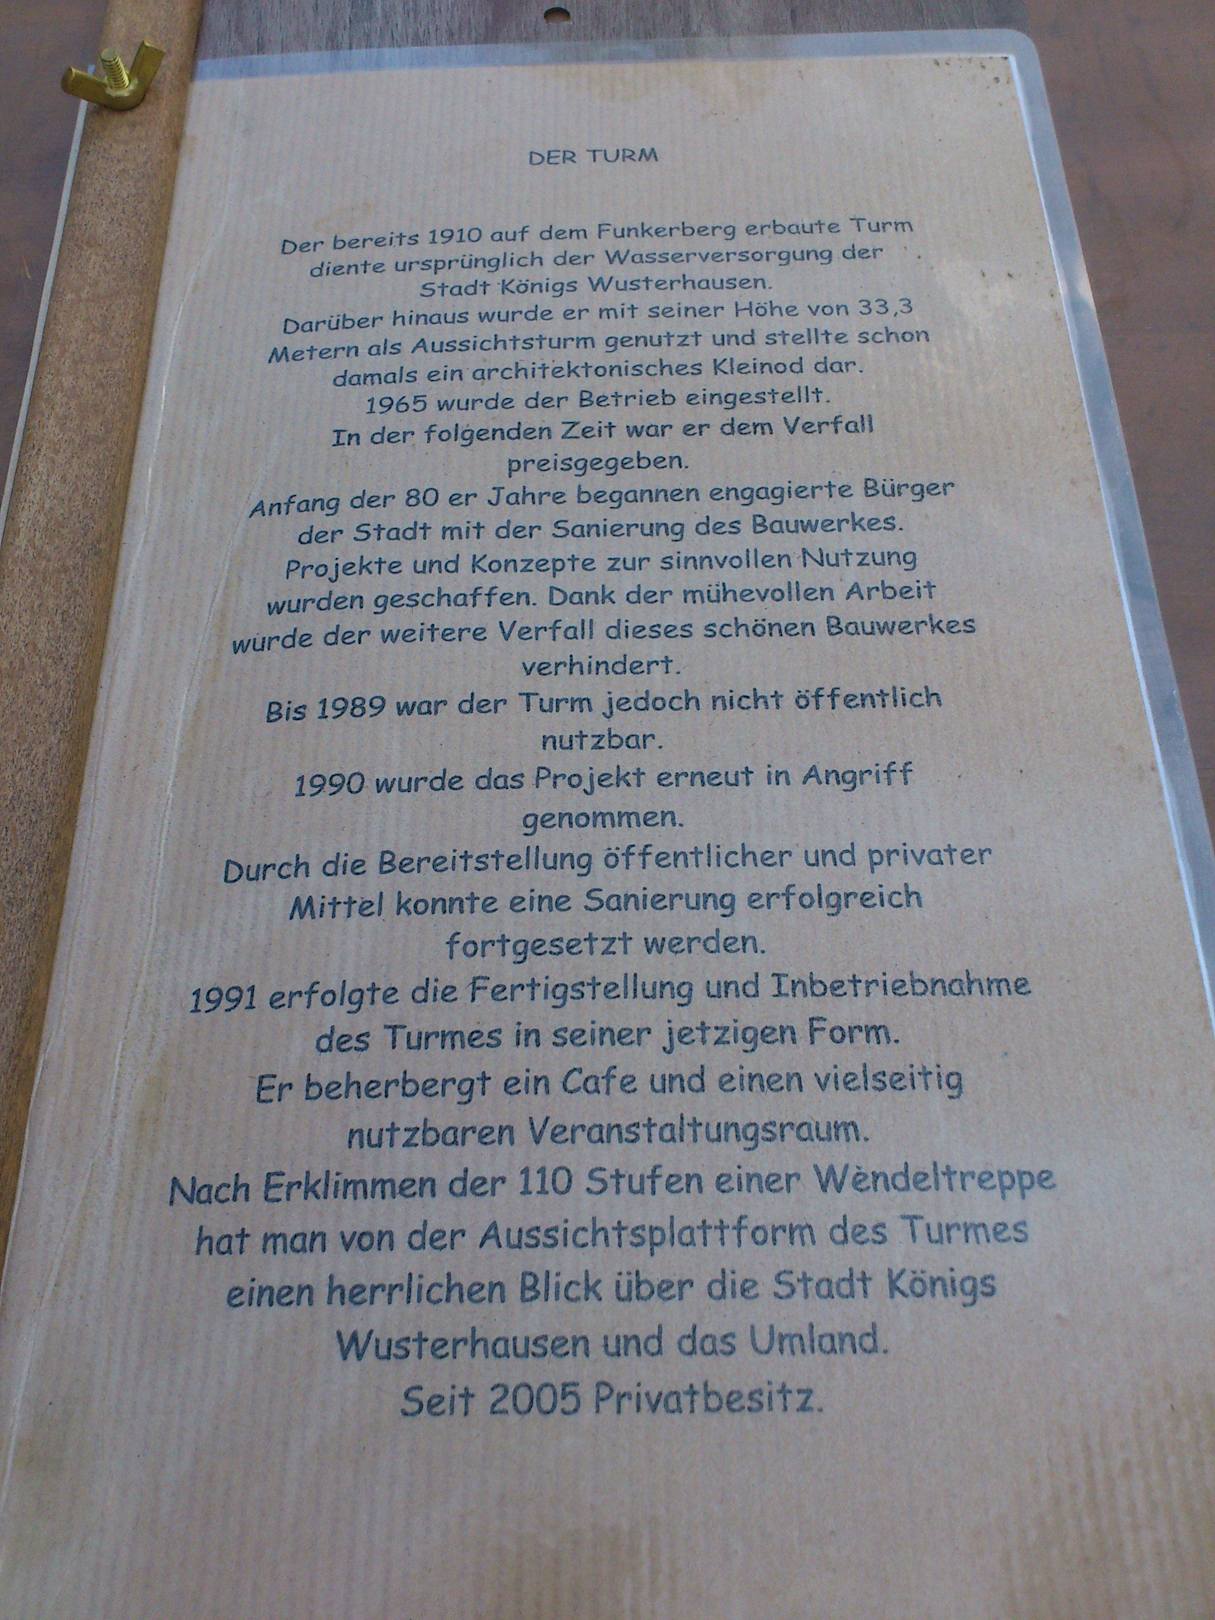 DER TURM
Der bereits 1910 auf dem Funkerberg erbaute Turm
diente ursprünglich der Wasserversorgung der
Stadt Königs Wusterhausen.
Darüber hinaus wurde er mit seiner Höhe von 33,3
Metern als Aussichtsturm genutzt und stellte schon
damals ein architektonisches Kleinod dar.
1965 wurde der Betrieb eingestellt.
In der folgenden Zeit war er dem Verfall
preisgegeben.
Anfang der 80 er Jahre begannen engagierte Bürger
der Stadt mit der Sanierung des Bauwerkes.
Projekte und Konzepte zur sinnvollen Nutzung
wurden geschaffen. Dank der mühevollen Arbeit
wurde der weitere Verfall dieses schönen Bauwerkes
verhindert.
Bis 1989 war der Turm jedoch nicht öffentlich
nutzbar.
1990 wurde das Projekt erneut in Angriff
genommen.
Durch die Bereitstellung öffentlicher und privater
Mittel konnte eine Sanierung erfolgreich
fortgesetzt werden.
1991 erfolgte die Fertigstellung und Inbetriebnahme
des Turmes in seiner jetzigen Form.
Er beherbergt ein Cafe und einen vielseitig
nutzbaren Veranstaltungsraum.
Nach Erklimmen der 110 Stufen einer Wendeltreppe
hat man von der Aussichtsplattform des Turmes
einen herrlichen Blick über die Stadt Königs
Wusterhausen und das Umland.
Seit 2005 Privatbesitz.